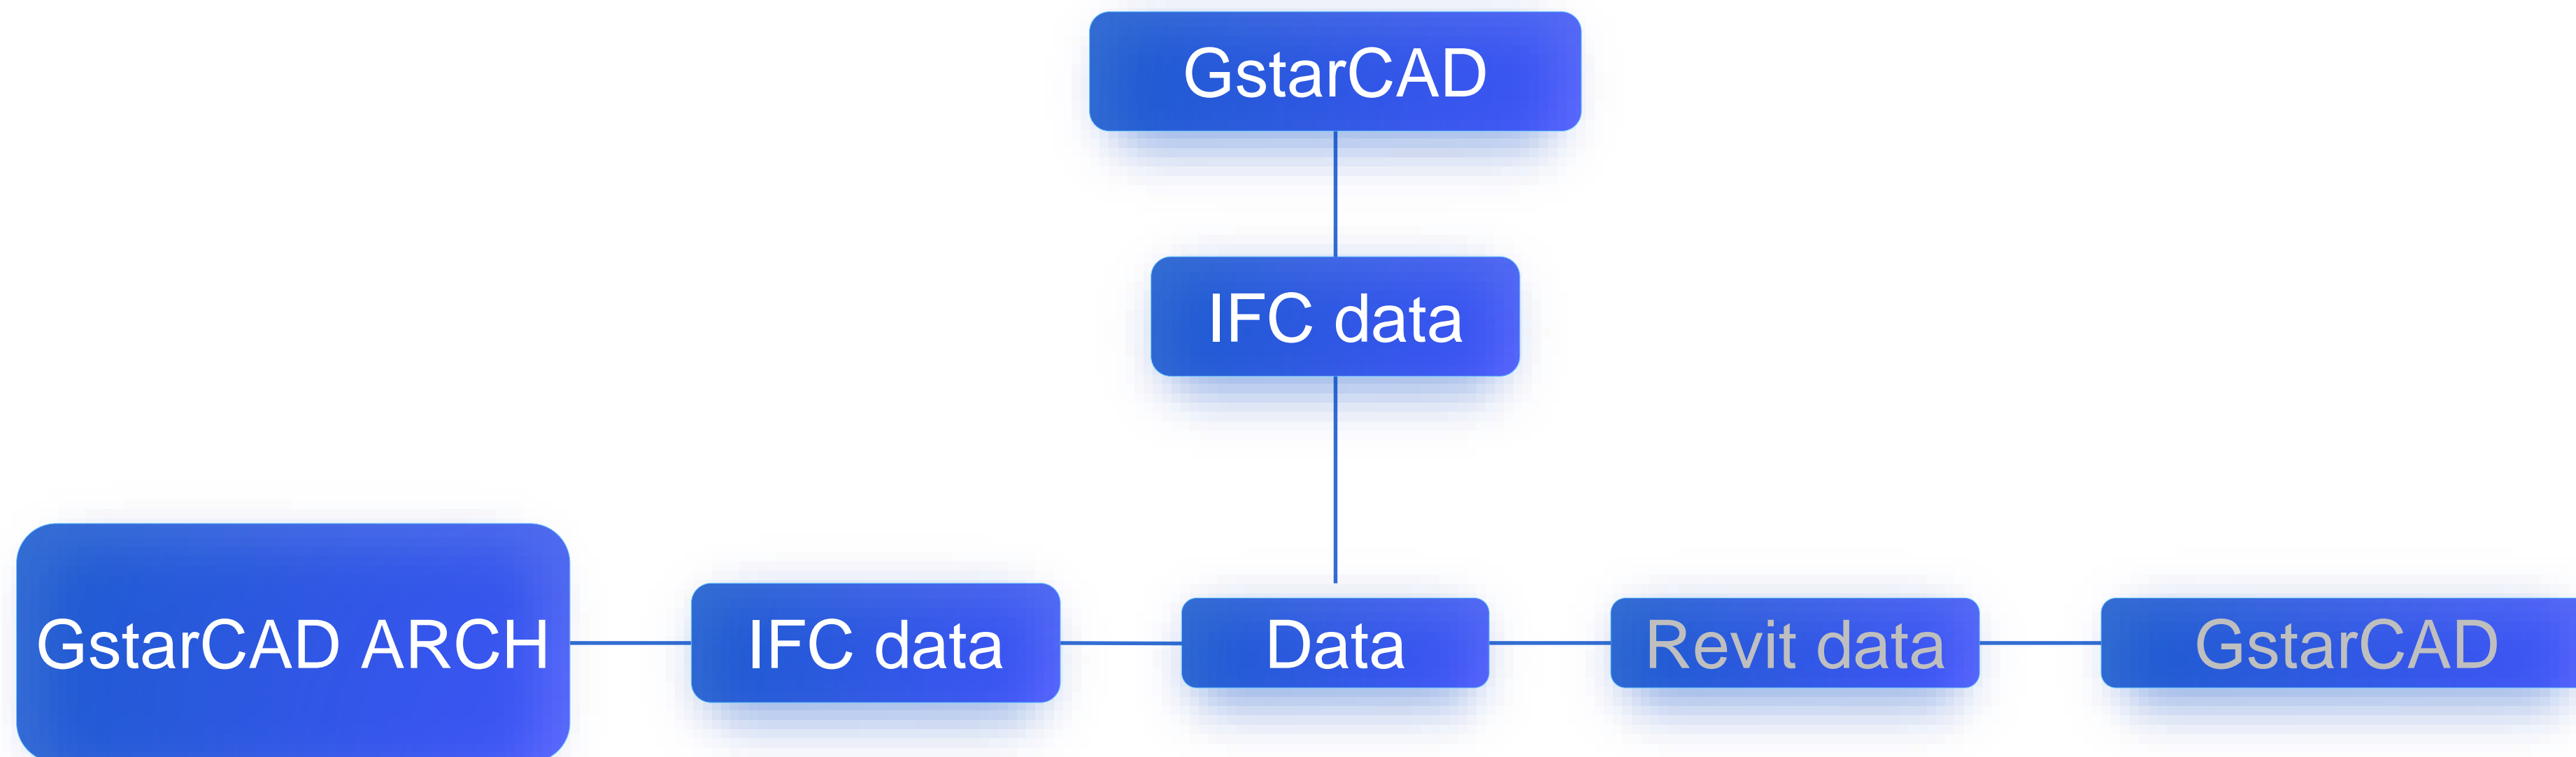 GstarCAD
IFC data
GstarCAD ARCH
IFC data
Data
Revit data
GstarCAD